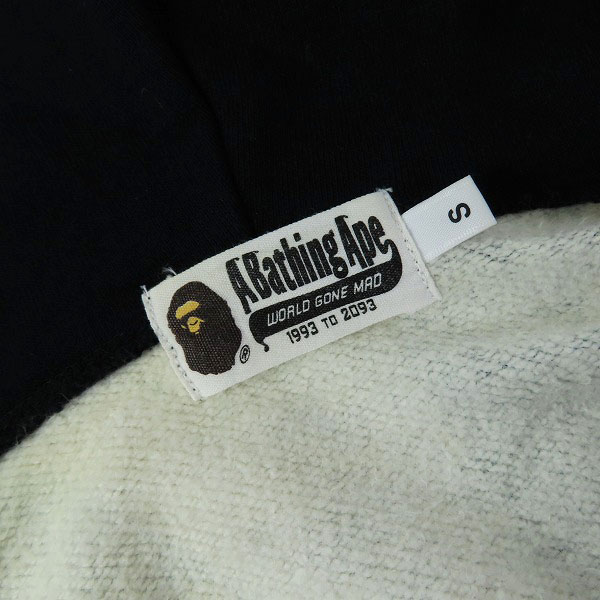 A Bathing Ape
WORLD GONE MAD
1993 TO 2093
®
S